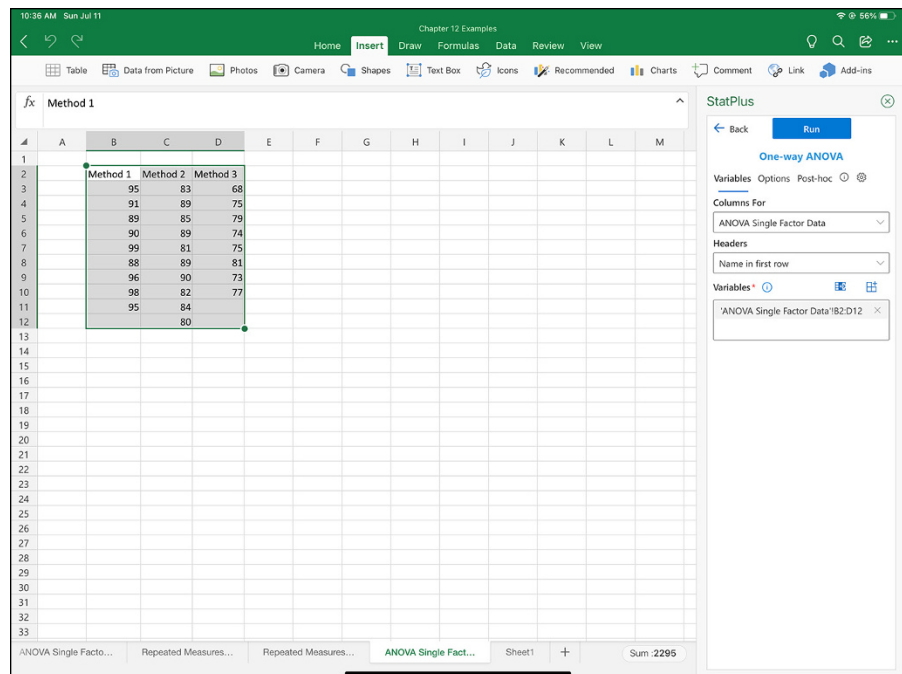 10:36 AM Sun Jul 11
56%
Chapter 12 Examples
Home Insert Draw Formulas Data Review View
Table Data from Picture Photos Camera Shapes Text Box Icons Recommended Charts Comment Link Add-ins
fx Method 1
StatPlus
Back Run
One-way ANOVA
Variables Options Post-hoc
Columns For
ANOVA Single Factor Data
Headers
Name in first row
Variables*
'ANOVA Single Factor Data'!B2:D12
A B C D E F G H I J K L M
1
2 Method 1 Method 2 Method 3
3 95 83 68
4 91 89 75
5 89 85 79
6 90 89 74
7 99 81 75
8 88 89 81
9 96 90 73
10 98 82 77
11 95 84
12 80
13
14
15
16
17
18
19
20
21
22
23
24
25
26
27
28
29
30
31
32
33
ANOVA Single Facto... Repeated Measures... Repeated Measures... ANOVA Single Fact... Sheet1 + Sum :2295